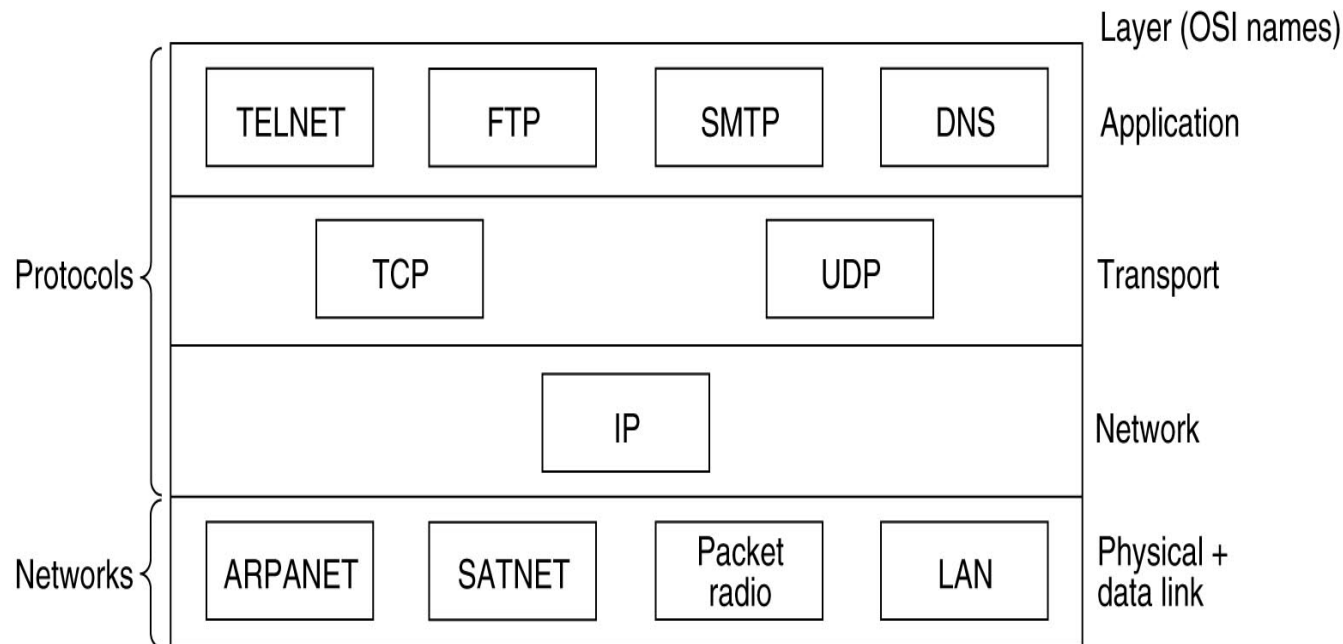 Layer (OSI names)
TELNET FTP SMTP DNS Application
Protocols TCP UDP Transport
IP Network
Networks ARPANET SATNET Packet radio LAN Physical + data link